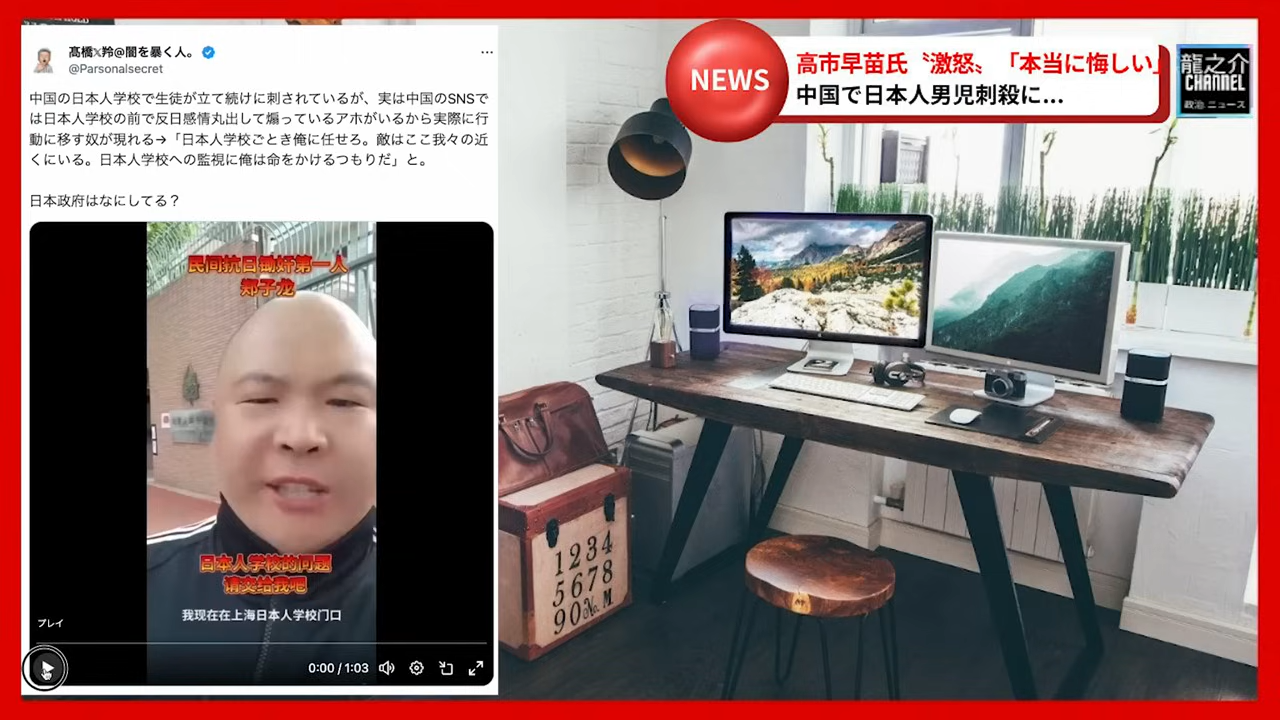 髙橋𝕏羚@闇を暴く人。
@Parsonalsecret
中国の日本人学校で生徒が立て続けに刺されているが、実は中国のSNSで
は日本人学校の前で反日感情丸出しで煽っているアホがいるから実際に行
動に移す奴が現れる→「日本人学校ごとき俺に任せろ。敵はここ我々の近
くにいる。日本人学校への監視に俺は命をかけるつもりだ」と。
日本政府はなにしてる？
民间抗日锄奸第一人
郑子龙
日本人学校的问题
请交给我吧
我现在在上海日本人学校门口
プレイ
0:00 / 1:03
NEWS
高市早苗氏〝激怒〟「本当に悔しい」
中国で日本人男児刺殺に...
龍之介
CHANNEL
政治 ニュース
1234
5678
90№.M